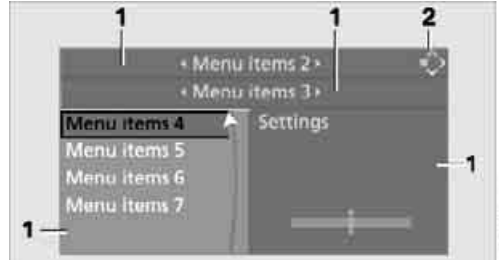 1 1 2
Menu items 2
Menu items 3
Menu items 4 Settings
Menu items 5
Menu items 6
Menu items 7
1
1